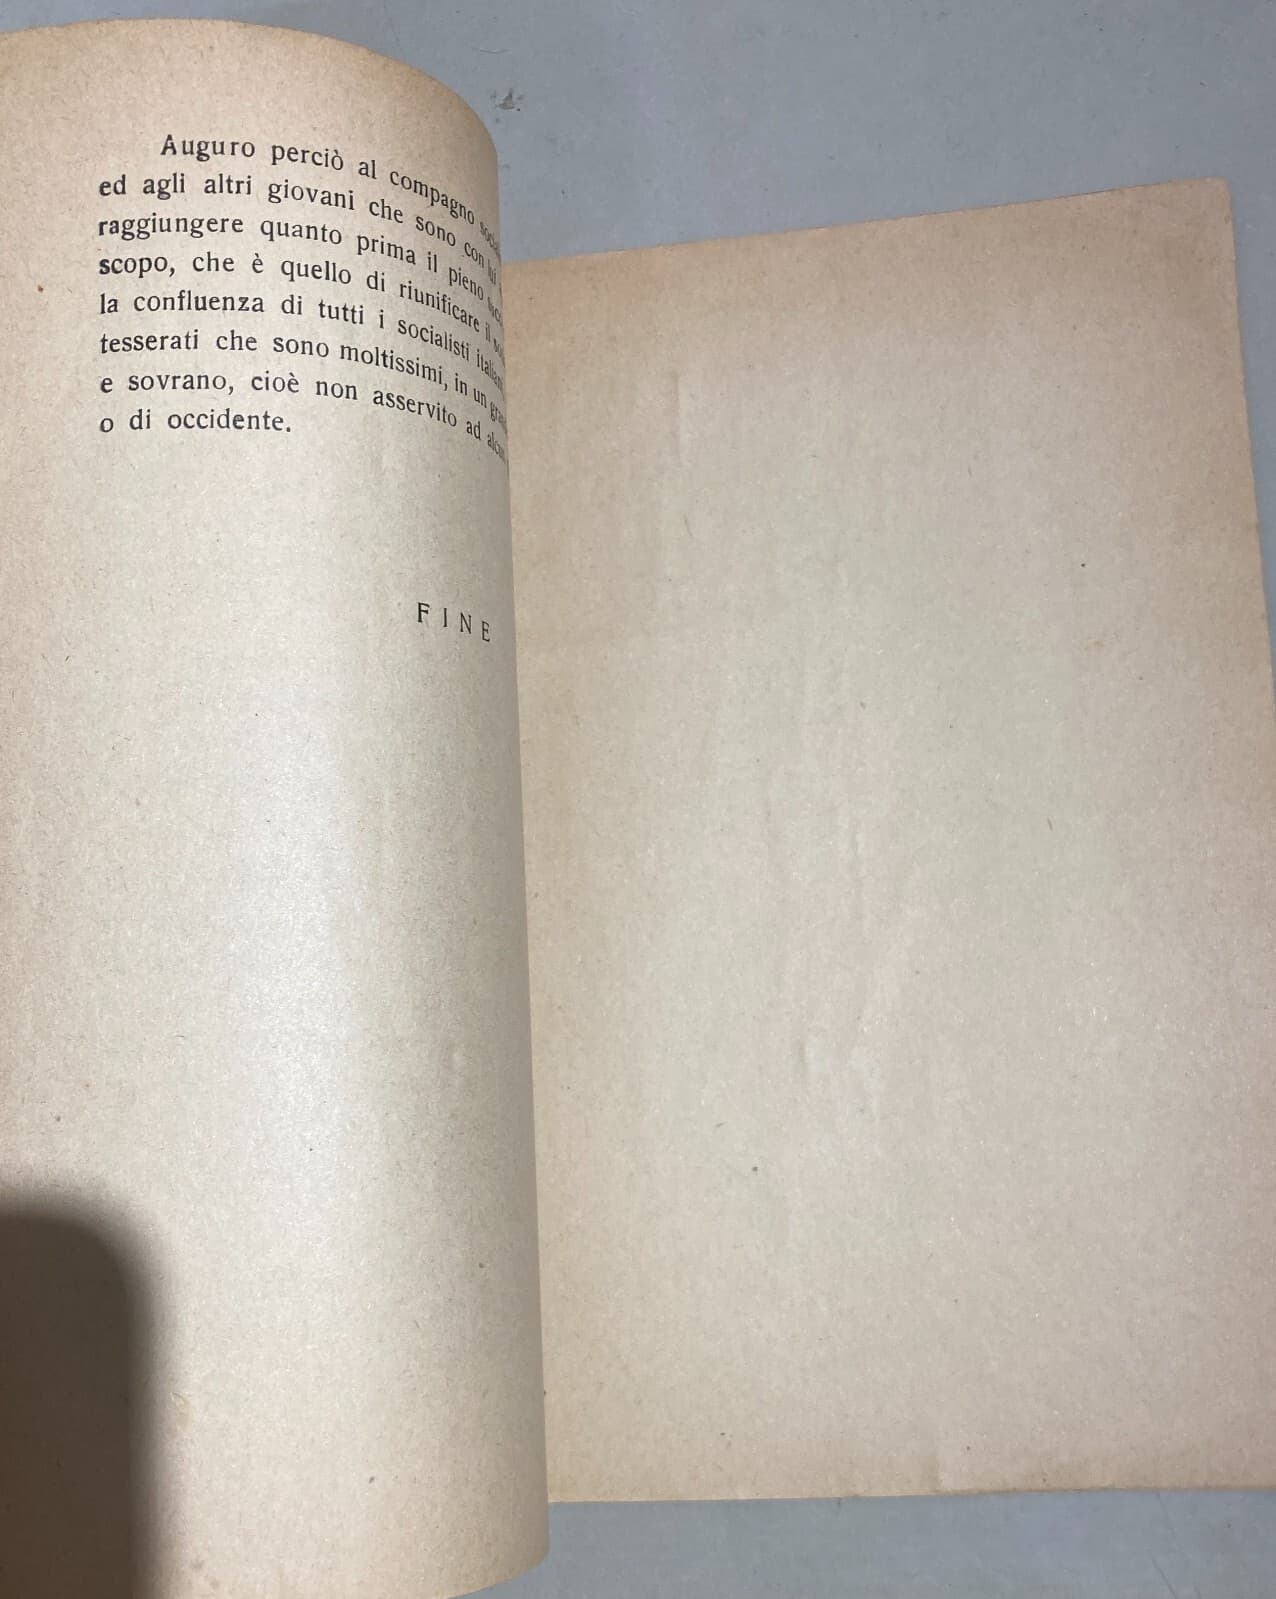 Auguro perciò al compagno
ed agli altri giovani che sono con lui
raggiungere quanto prima il pieno
scopo, che è quello di riunificare il
la confluenza di tutti i socialisti
tesserati che sono moltissimi, in un
e sovrano, cioè non asservito ad
o di occidente.
FINE